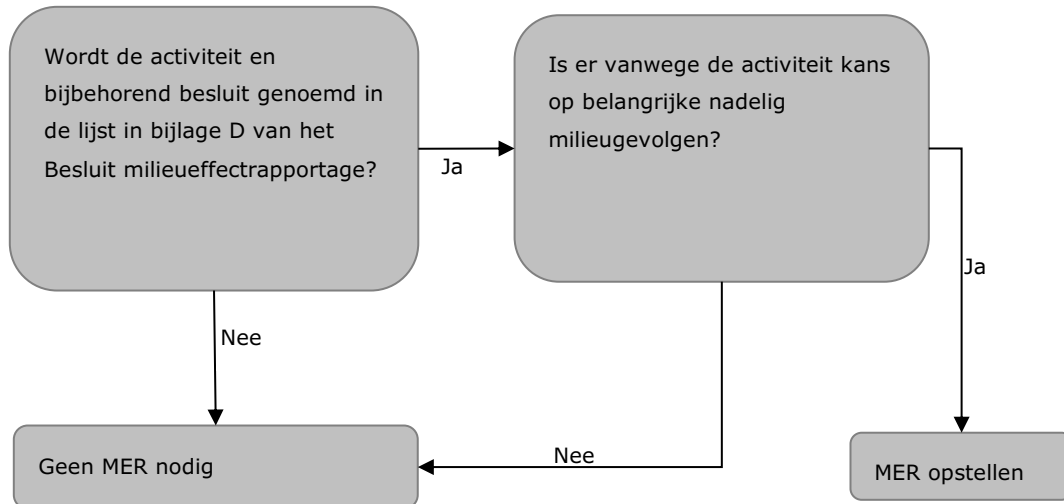 Wordt de activiteit en
bijbehorend besluit genoemd in
de lijst in bijlage D van het
Besluit milieueffectrapportage?
Ja
Is er vanwege de activiteit kans
op belangrijke nadelig
milieugevolgen?
Ja
Nee
Nee
Geen MER nodig
MER opstellen